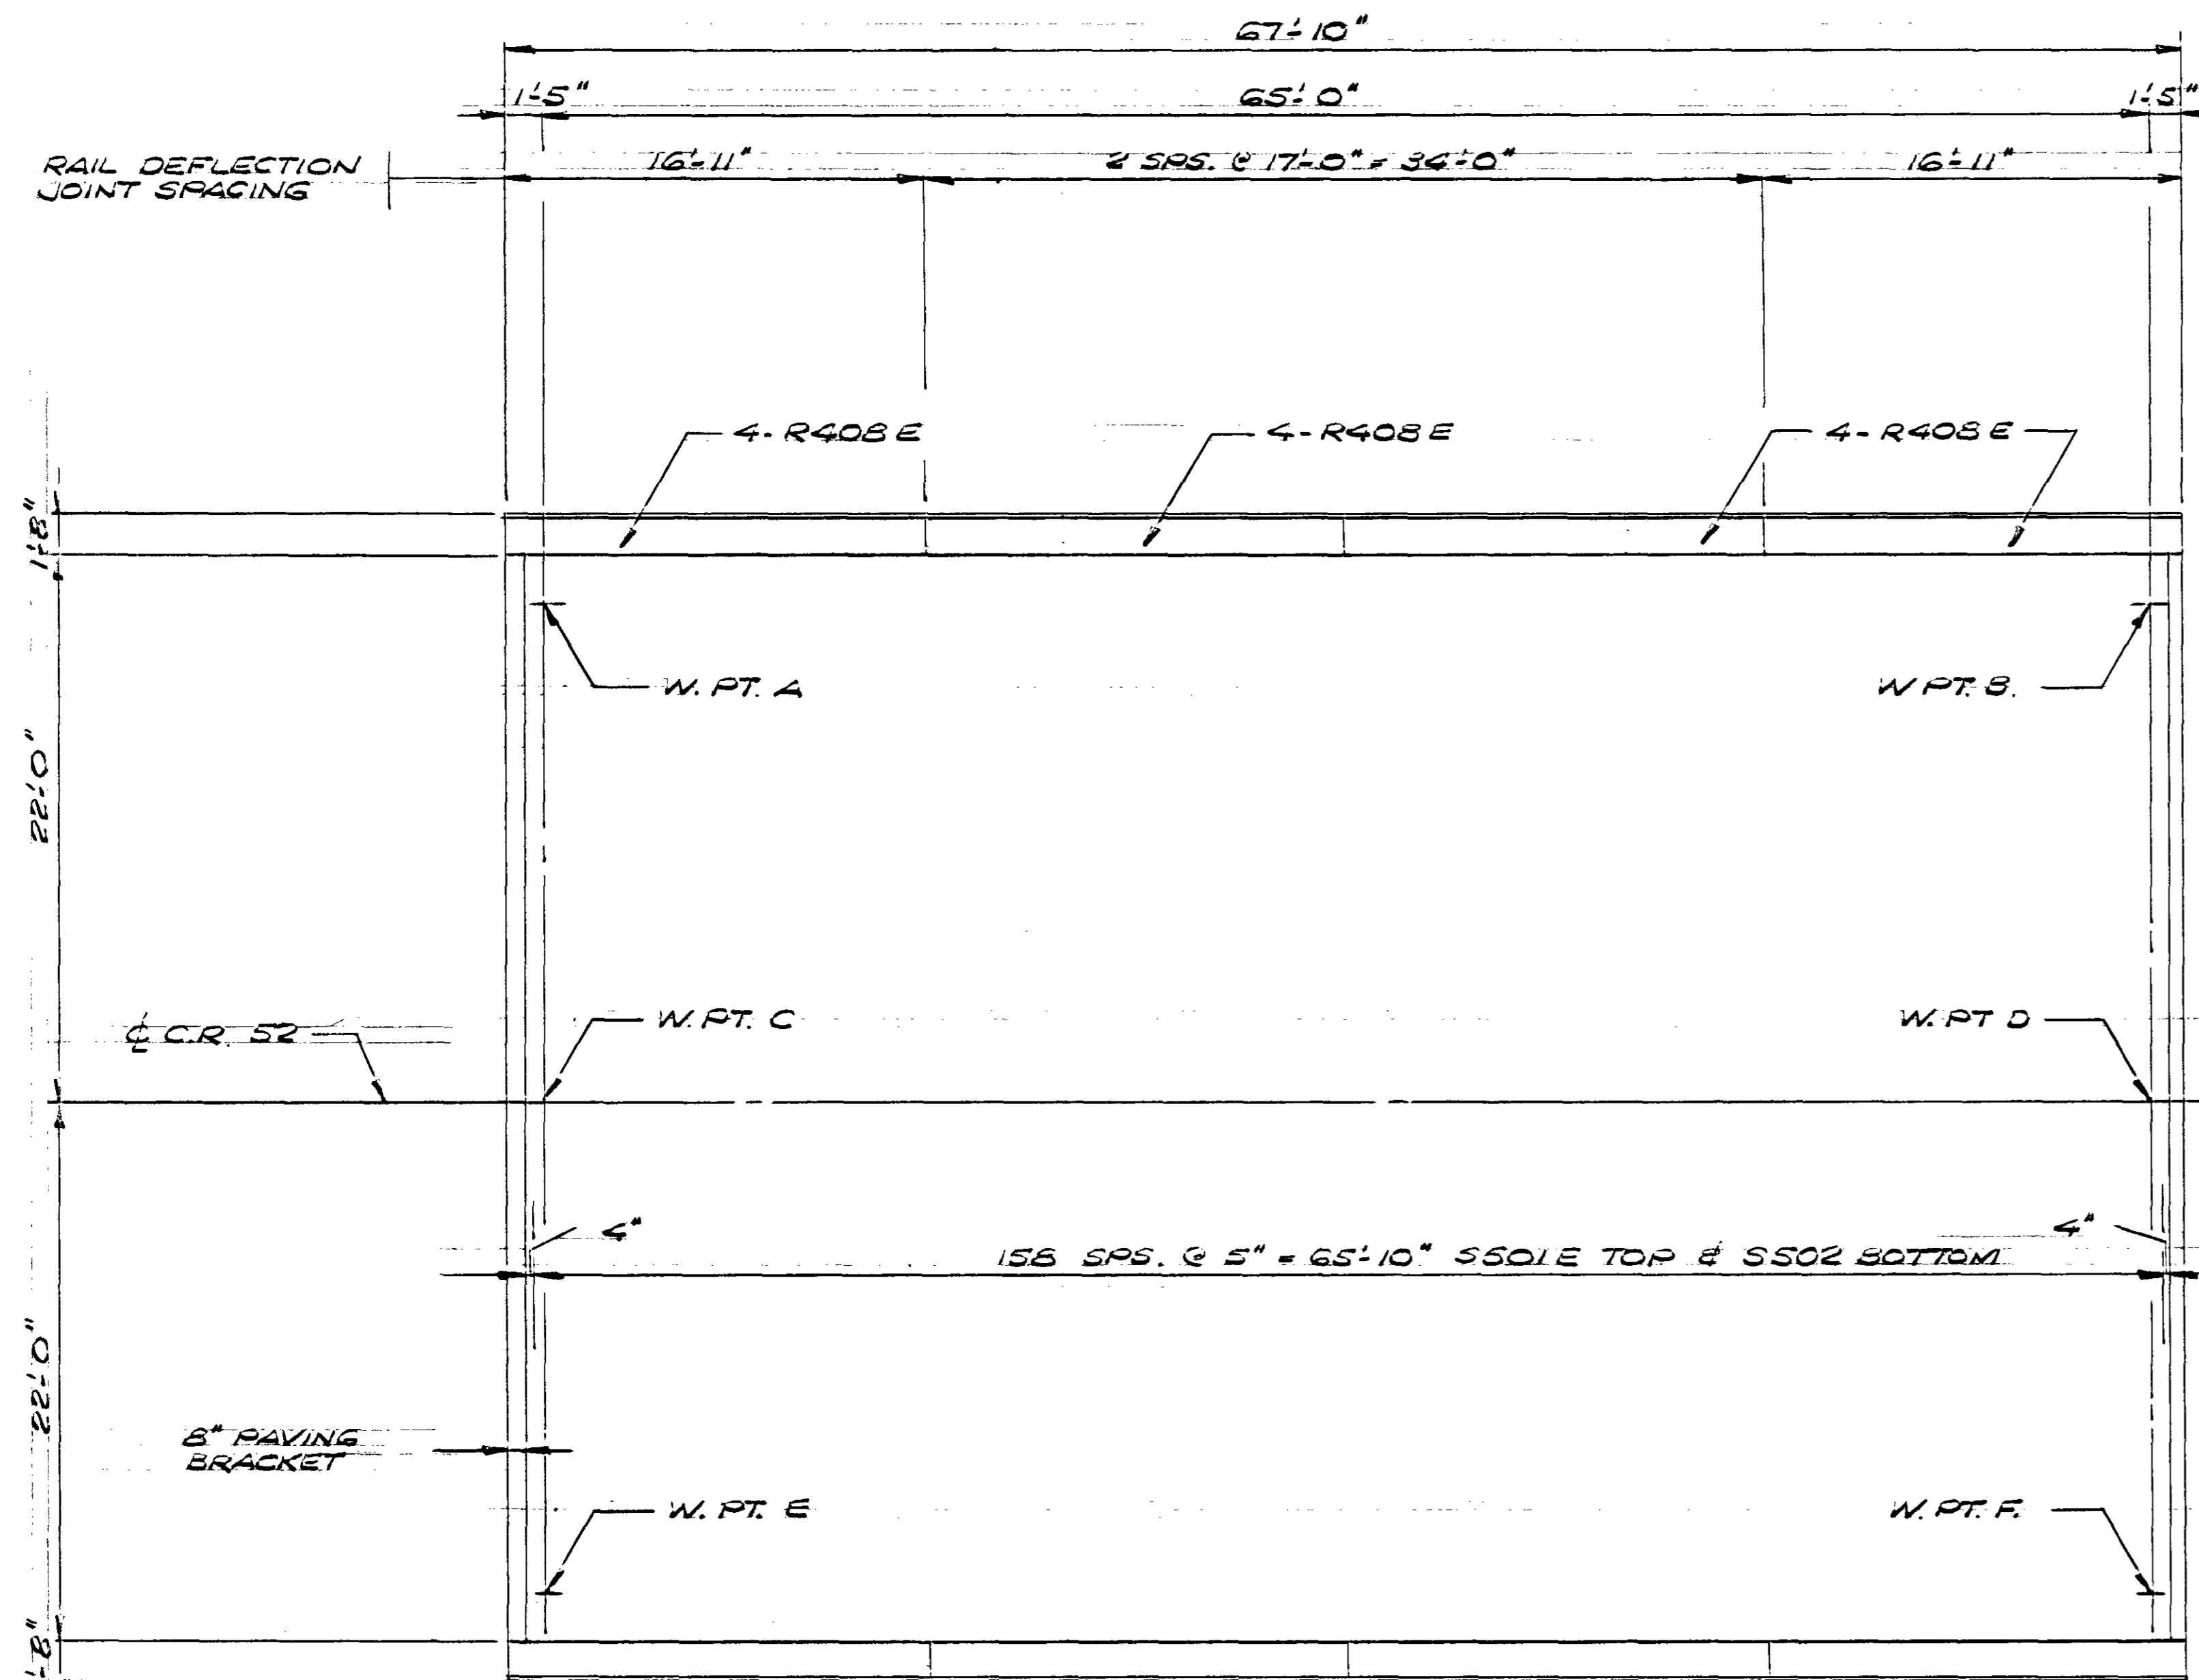 67'-10"
1'-5" 65'-0" 1'-5"
RAIL DEFLECTION
JOINT SPACING
16'-11" 2 SPS. @ 17'-0" = 34'-0" 16'-11"
4-R408E 4-R408E 4-R408E
1'-8"
W. PT. A W PT. B.
22'-0"
W. PT. C W. PT D
℄ C.R. 52
4" 4"
158 SPS. @ 5" = 65'-10" S501E TOP & S502 BOTTOM
22'-0"
8" PAVING
BRACKET
W. PT. E W. PT. F.
-8"